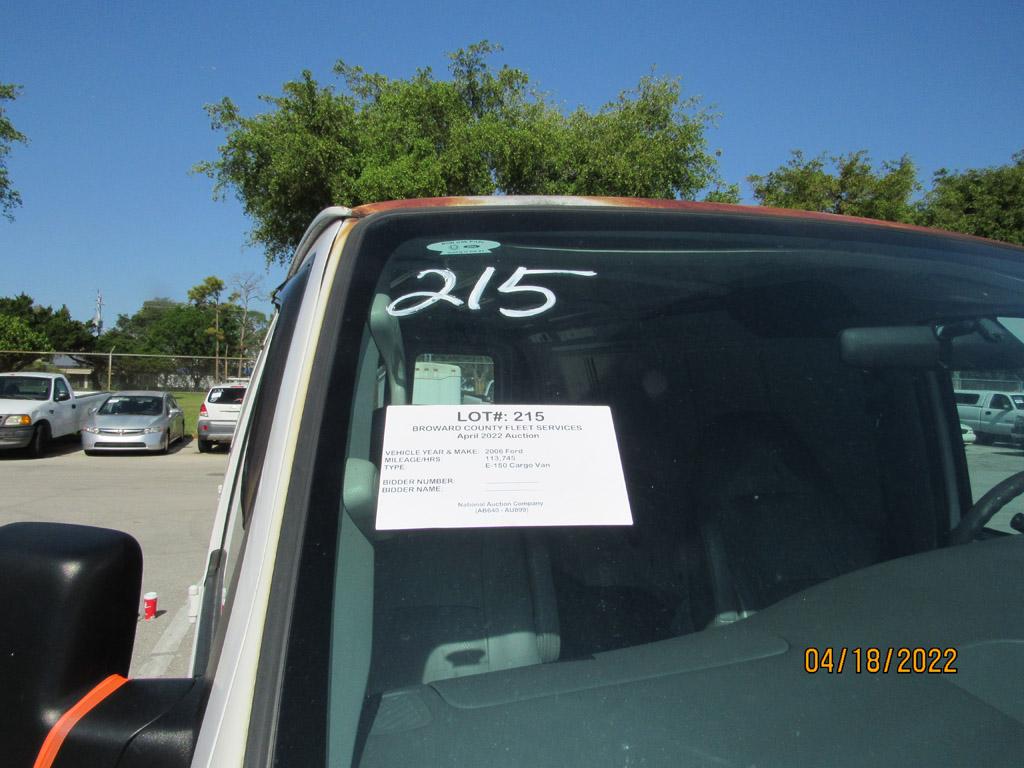 215
LOT#: 215
BROWARD COUNTY FLEET SERVICES
April 2022 Auction
VEHICLE YEAR & MAKE: 2006 Ford
MILEAGE/HRS: 113,745
TYPE: E-150 Cargo Van
BIDDER NUMBER:
BIDDER NAME:
National Auction Company
(AB640 - AU899)
04/18/2022